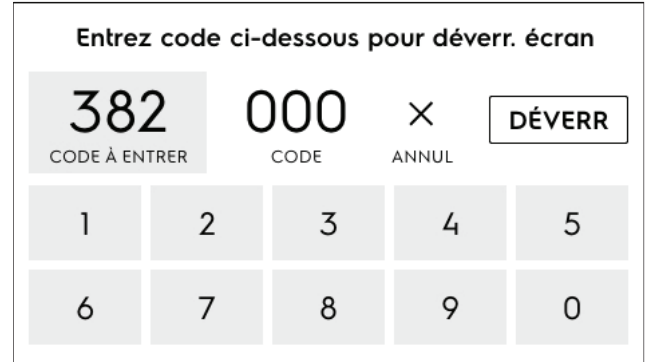 Entrez code ci-dessous pour déverr. écran
382 000 × DÉVERR
CODE À ENTRER CODE ANNUL
1 2 3 4 5
6 7 8 9 0